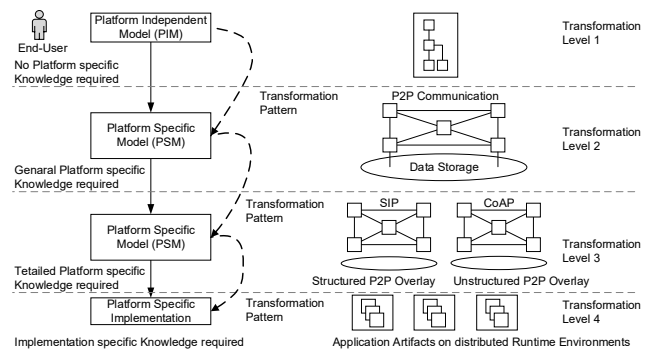 Platform Independent
Model (PIM)
End-User
No Platform specific
Knowledge required
Transformation
Level 1
Transformation
Pattern
P2P Communication
Platform Specific
Model (PSM)
Data Storage
Transformation
Level 2
Genaral Platform specific
Knowledge required
Transformation
Pattern
SIP
CoAP
Platform Specific
Model (PSM)
Transformation
Level 3
Tetailed Platform specific
Knowledge required
Structured P2P Overlay
Unstructured P2P Overlay
Platform Specific
Implementation
Transformation
Pattern
Transformation
Level 4
Implementation specific Knowledge required
Application Artifacts on distributed Runtime Environments